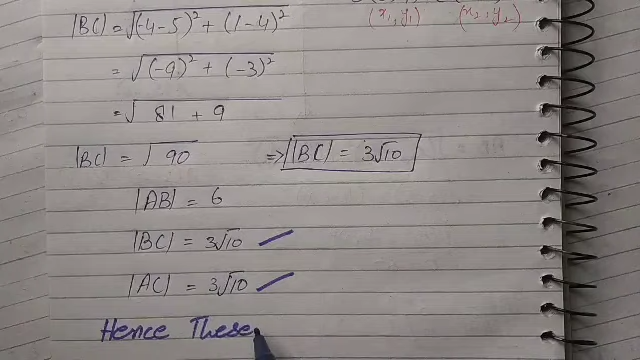 |BC| = √(-4-5)² + (1-4)²
(x₁, y₁) (x₂, y₂)
= √(-9)² + (-3)²
= √81 + 9
|BC| = √90 ⇒ |BC| = 3√10
|AB| = 6
|BC| = 3√10
|AC| = 3√10
Hence These